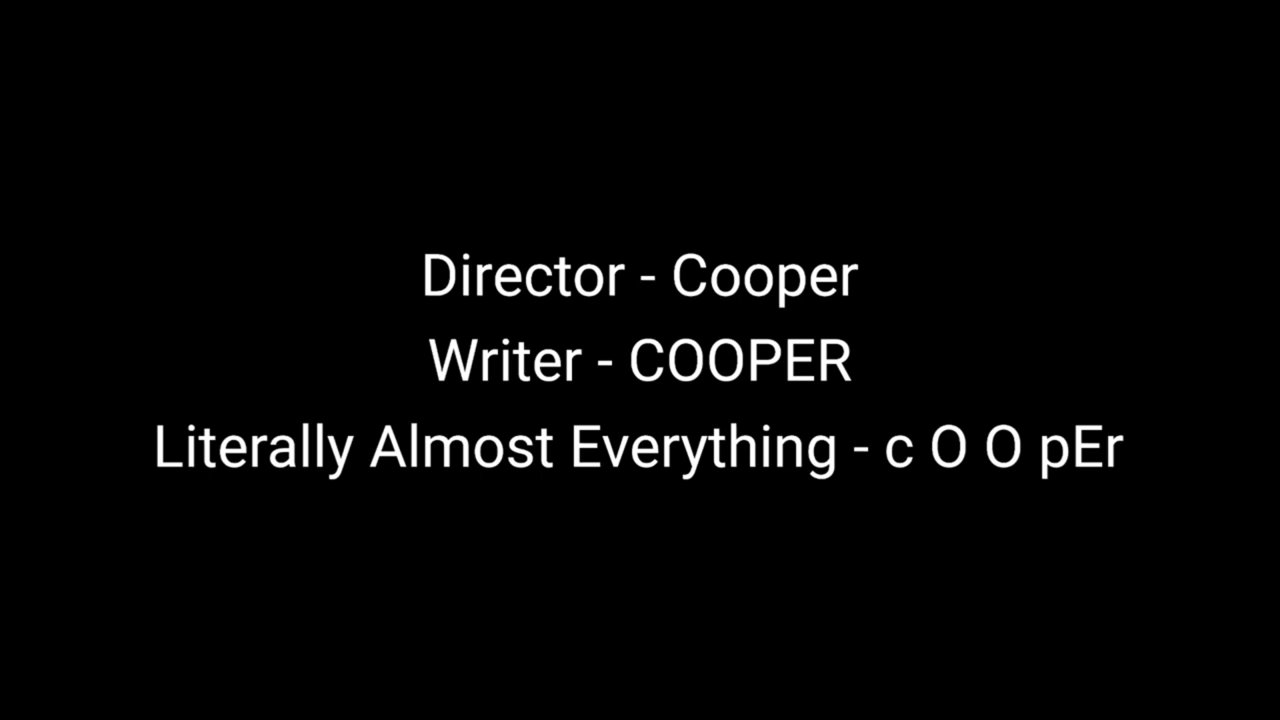 Director - Cooper
Writer - COOPER
Literally Almost Everything - c O O pEr